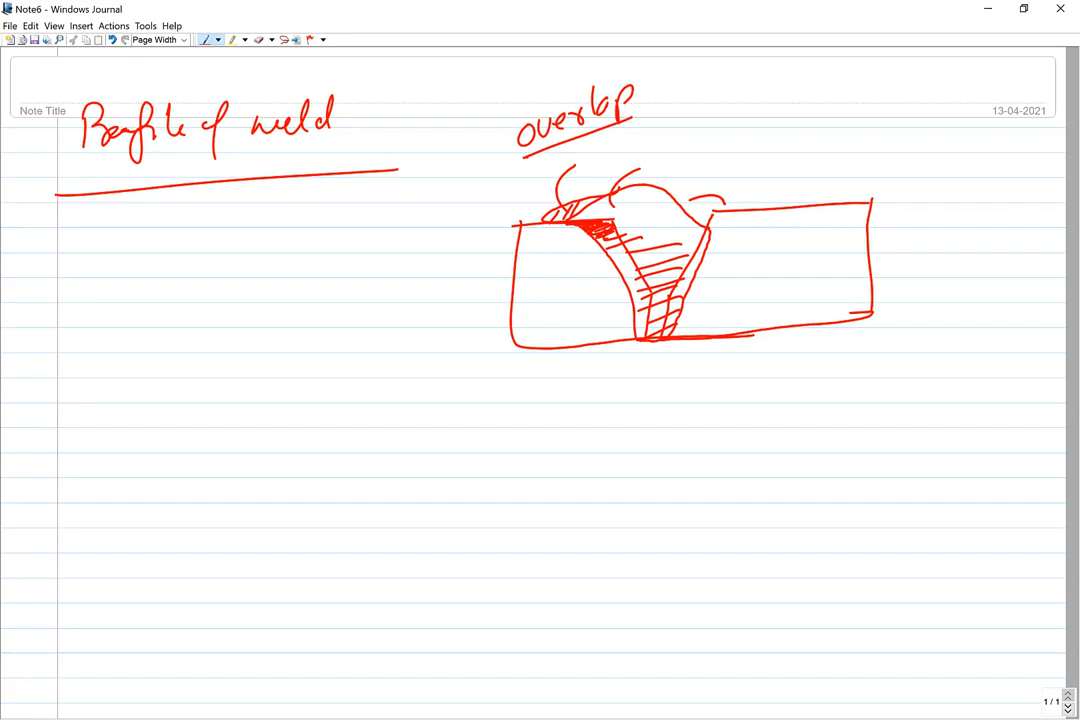 Note6 - Windows Journal
File Edit View Insert Actions Tools Help
Page Width
Note Title
13-04-2021
of weld
overlap
1 / 1